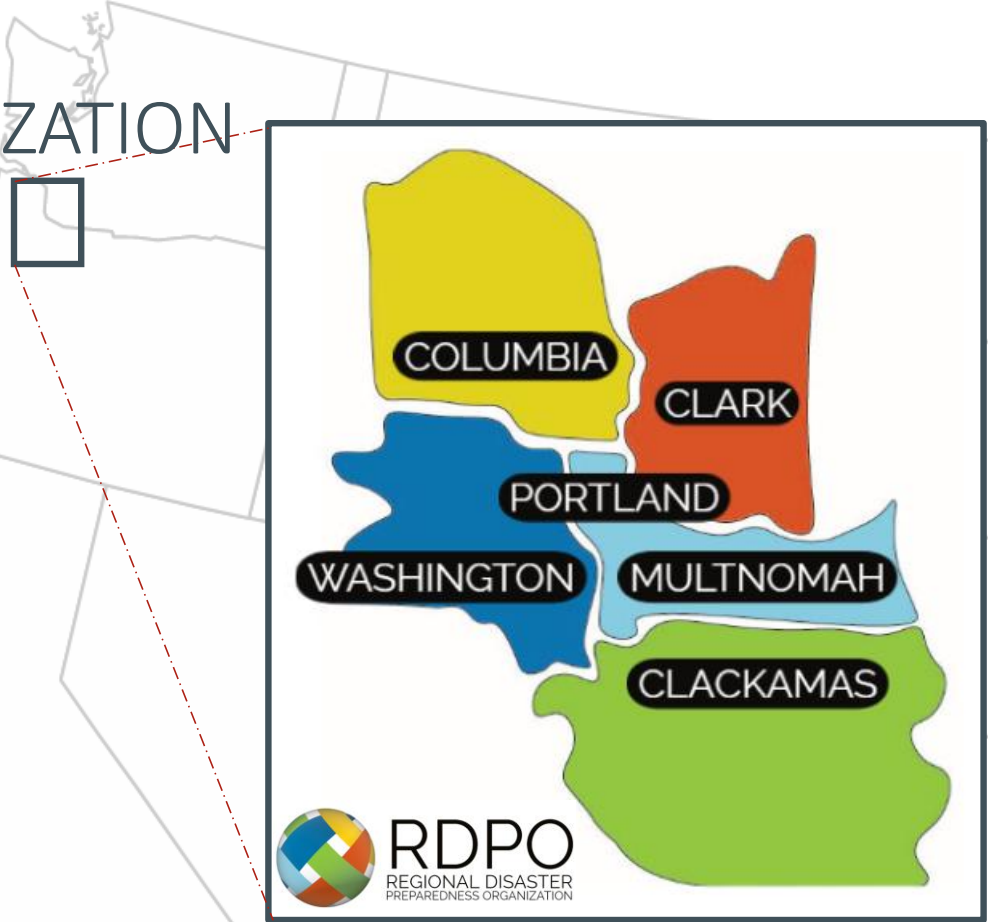 ZATION
COLUMBIA
CLARK
PORTLAND
WASHINGTON
MULTNOMAH
CLACKAMAS
RDPO
REGIONAL DISASTER
PREPAREDNESS ORGANIZATION